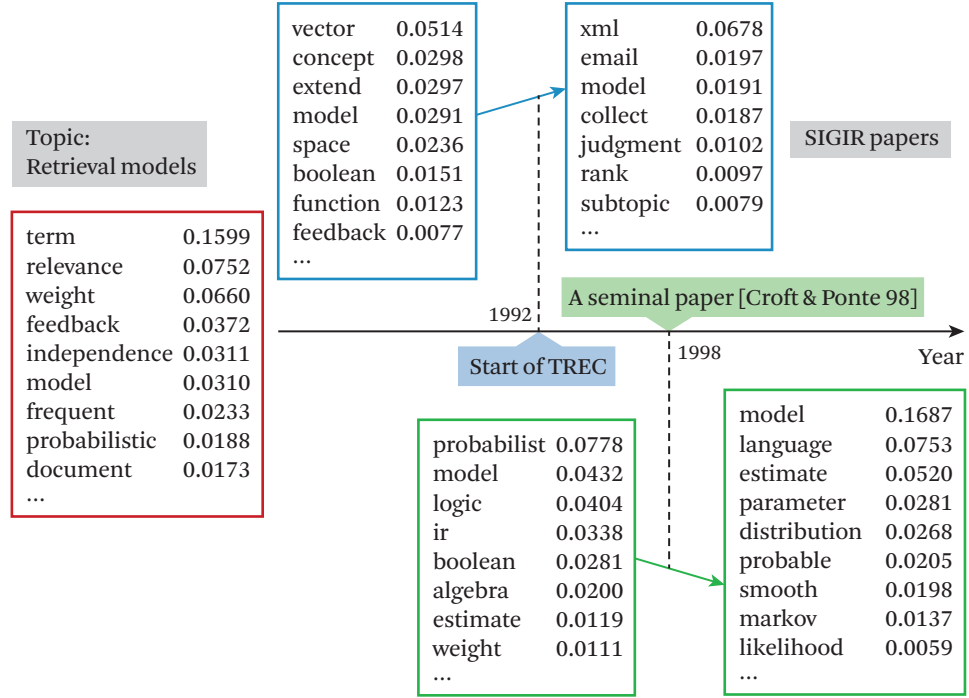 Topic:
Retrieval models
term 0.1599
relevance 0.0752
weight 0.0660
feedback 0.0372
independence 0.0311
model 0.0310
frequent 0.0233
probabilistic 0.0188
document 0.0173
...
vector 0.0514
concept 0.0298
extend 0.0297
model 0.0291
space 0.0236
boolean 0.0151
function 0.0123
feedback 0.0077
...
xml 0.0678
email 0.0197
model 0.0191
collect 0.0187
judgment 0.0102
rank 0.0097
subtopic 0.0079
...
SIGIR papers
A seminal paper [Croft & Ponte 98]
1992
Start of TREC
1998
Year
probabilist 0.0778
model 0.0432
logic 0.0404
ir 0.0338
boolean 0.0281
algebra 0.0200
estimate 0.0119
weight 0.0111
...
model 0.1687
language 0.0753
estimate 0.0520
parameter 0.0281
distribution 0.0268
probable 0.0205
smooth 0.0198
markov 0.0137
likelihood 0.0059
...